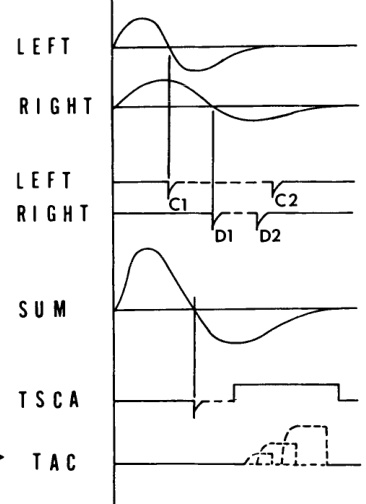 LEFT
RIGHT
LEFT
C1 C2
RIGHT
D1 D2
SUM
TSCA
TAC